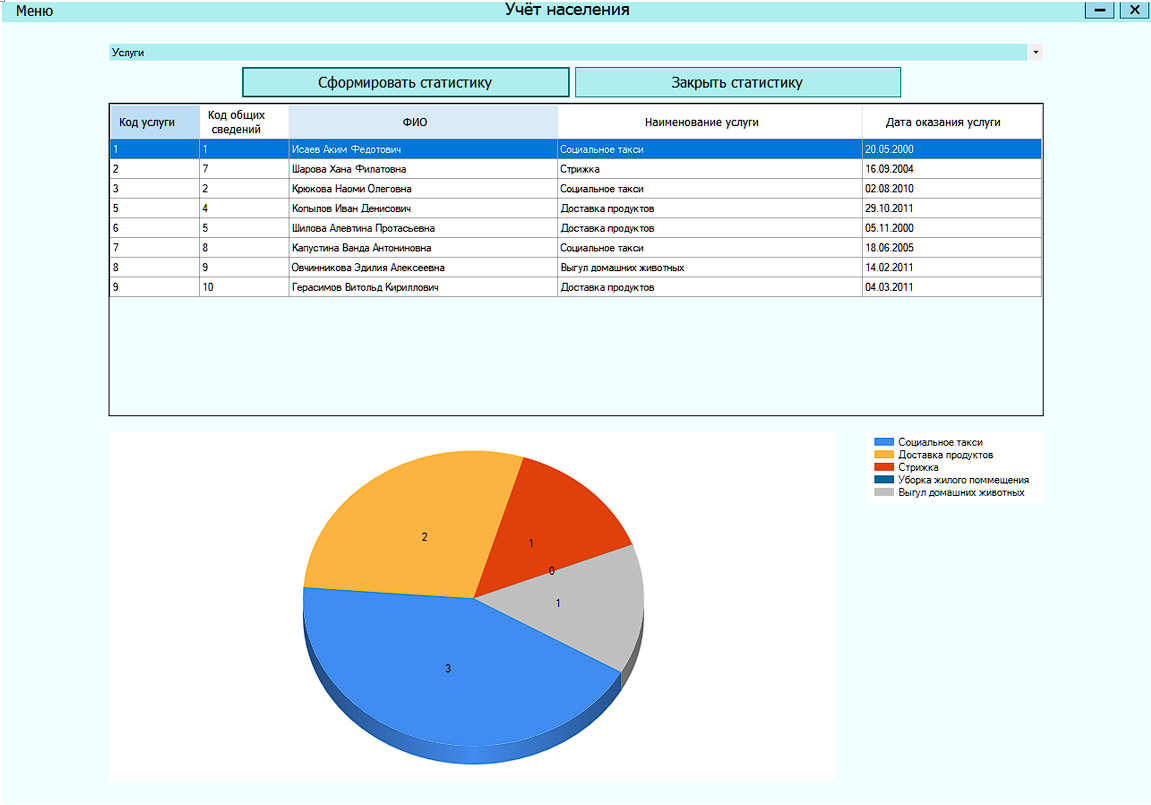 Меню
Учёт населения
Услуги
Сформировать статистику Закрыть статистику
Код услуги Код общих сведений ФИО Наименование услуги Дата оказания услуги
1 1 Исаев Аким Федотович Социальное такси 20.05.2000
2 7 Шарова Хана Филатовна Стрижка 16.09.2004
3 2 Крюкова Наоми Олеговна Социальное такси 02.08.2010
5 4 Копылов Иван Денисович Доставка продуктов 29.10.2011
6 5 Шилова Алевтина Протасьевна Доставка продуктов 05.11.2000
7 8 Капустина Ванда Антониновна Социальное такси 18.06.2005
8 9 Овчинникова Эдилия Алексеевна Выгул домашних животных 14.02.2011
9 10 Герасимов Витольд Кириллович Доставка продуктов 04.03.2011
Социальное такси
Доставка продуктов
Стрижка
Уборка жилого поммещения
Выгул домашних животных
2
1
0
1
3